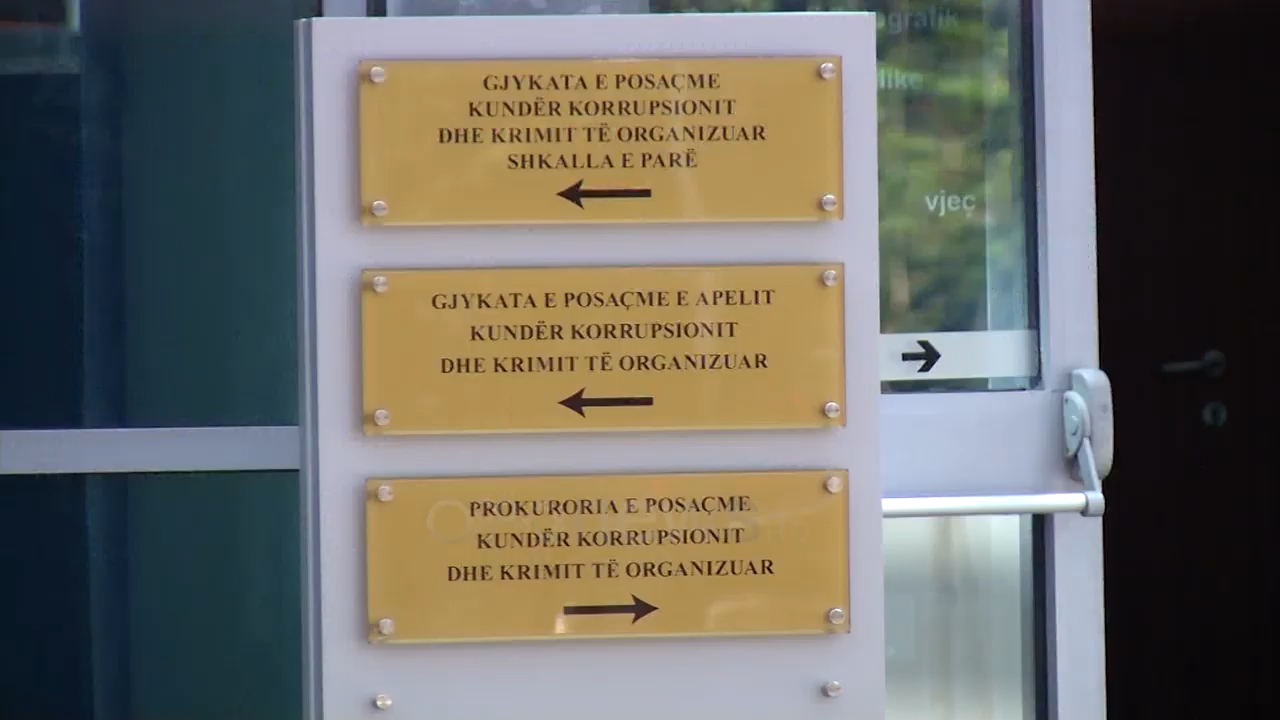 GJYKATA E POSAÇME
KUNDËR KORRUPSIONIT
DHE KRIMIT TË ORGANIZUAR
SHKALLA E PARË
GJYKATA E POSAÇME E APELIT
KUNDËR KORRUPSIONIT
DHE KRIMIT TË ORGANIZUAR
PROKURORIA E POSAÇME
KUNDËR KORRUPSIONIT
DHE KRIMIT TË ORGANIZUAR
vjeç